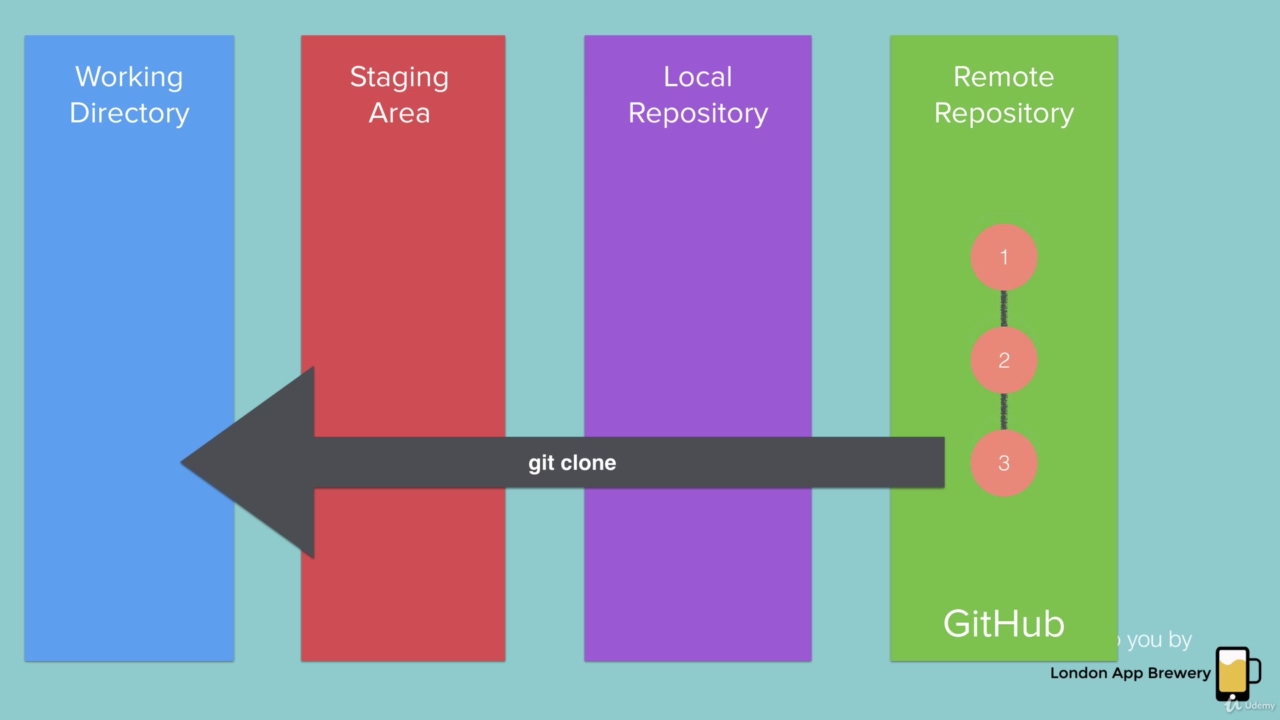 Working
Directory
Staging
Area
Local
Repository
Remote
Repository
1
2
git clone
3
GitHub
you by
London App Brewery
Udemy